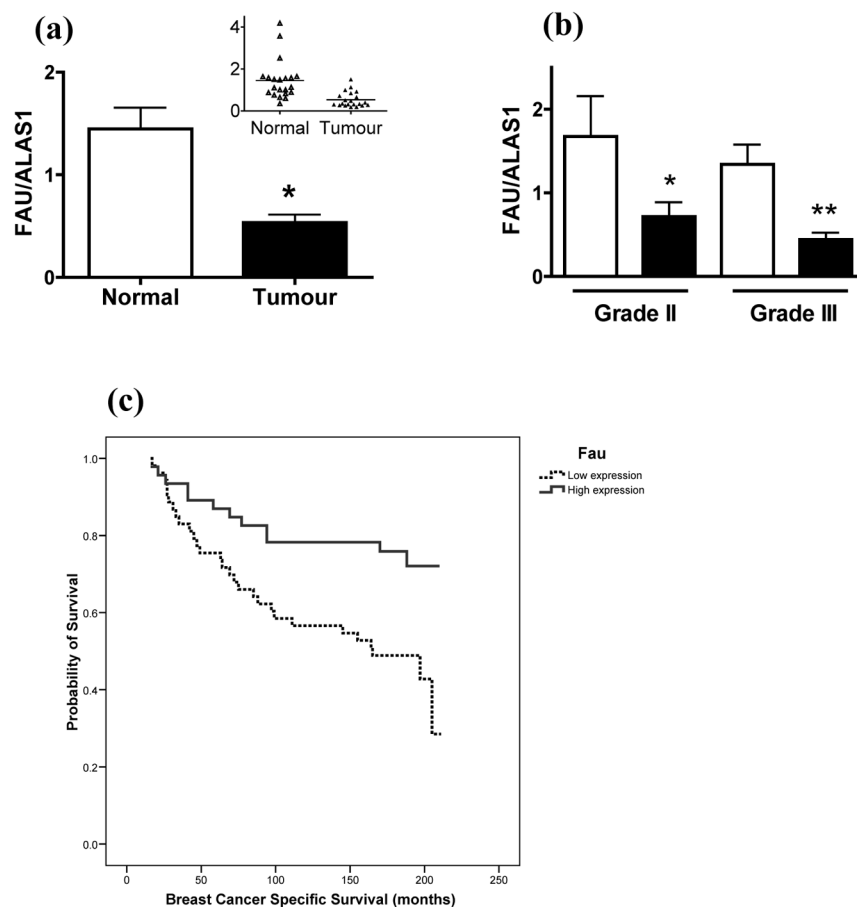 (a)
FAU/ALAS1
2
1
0
Normal Tumour
*
4
2
0
Normal Tumour
(b)
FAU/ALAS1
2
1
0
*
**
Grade II Grade III
(c)
Probability of Survival
1.0
0.8
0.6
0.4
0.2
0.0
0 50 100 150 200 250
Breast Cancer Specific Survival (months)
Fau
Low expression
High expression